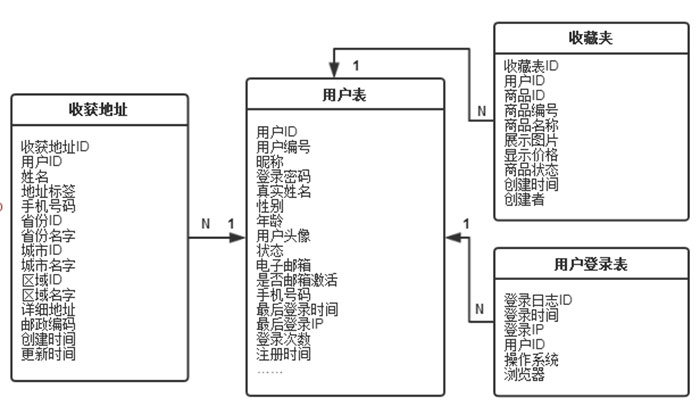 收获地址
收获地址ID
用户ID
姓名
地址标签
手机号码
省份ID
省份名字
城市ID
城市名字
区域ID
区域名字
详细地址
邮政编码
创建时间
更新时间
N
1
用户表
用户ID
用户编号
昵称
登录密码
真实姓名
性别
年龄
用户头像
状态
电子邮箱
是否邮箱激活
手机号码
最后登录时间
最后登录IP
登录次数
注册时间
……
1
N
收藏夹
收藏表ID
用户ID
商品ID
商品编号
商品名称
展示图片
显示价格
商品状态
创建时间
创建者
1
N
用户登录表
登录日志ID
登录时间
登录IP
用户ID
操作系统
浏览器